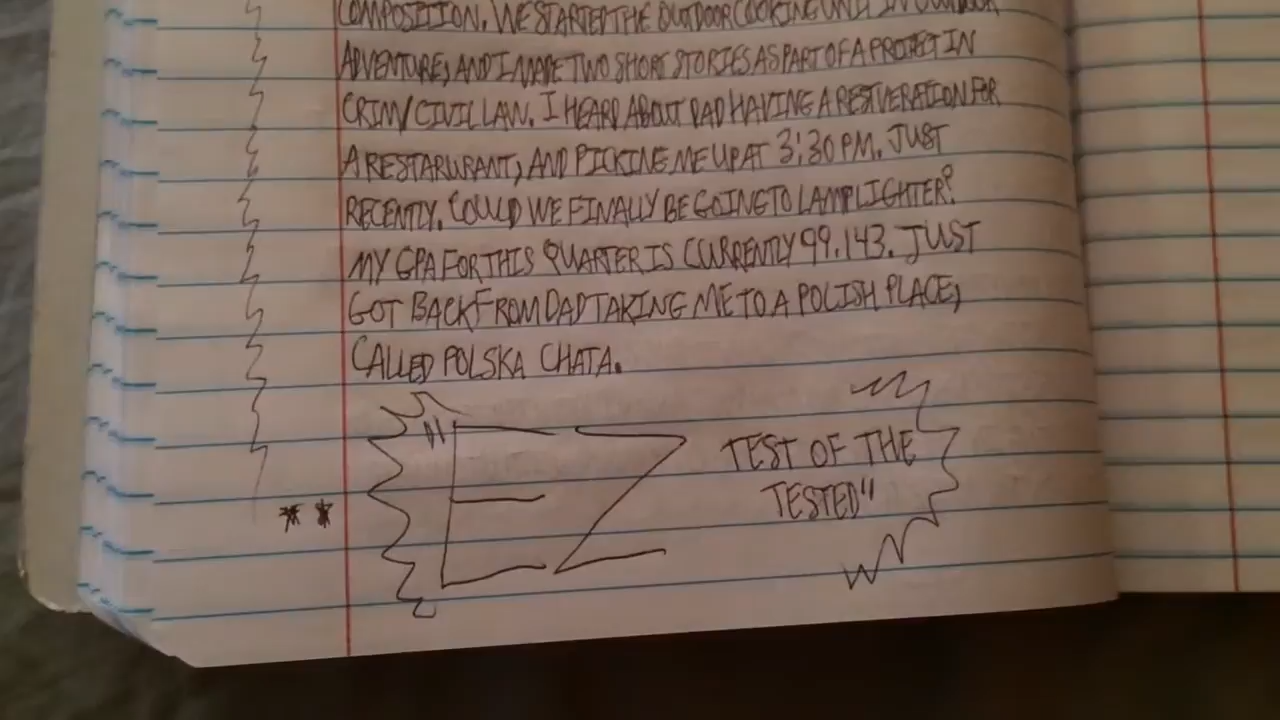 COMPOSITION. WE STARTED THE OUTDOOR COOKING UNIT IN OUTDOOR
ADVENTURE, AND I MADE TWO SHORT STORIES AS PART OF A PROJECT IN
CRIM/CIVIL LAW. I HEARD ABOUT DAD HAVING A RESTVERATION FOR
A RESTARURANT, AND PICKING ME UP AT 3:30 PM. JUST
RECENTLY. COULD WE FINALLY BE GOING TO LAMPLIGHTER?
MY GPA FOR THIS QUARTER IS CURRENTLY 99.143. JUST
GOT BACK FROM DAD TAKING ME TO A POLISH PLACE,
CALLED POLSKA CHATA.
** "EZ TEST OF THE
TESTED"